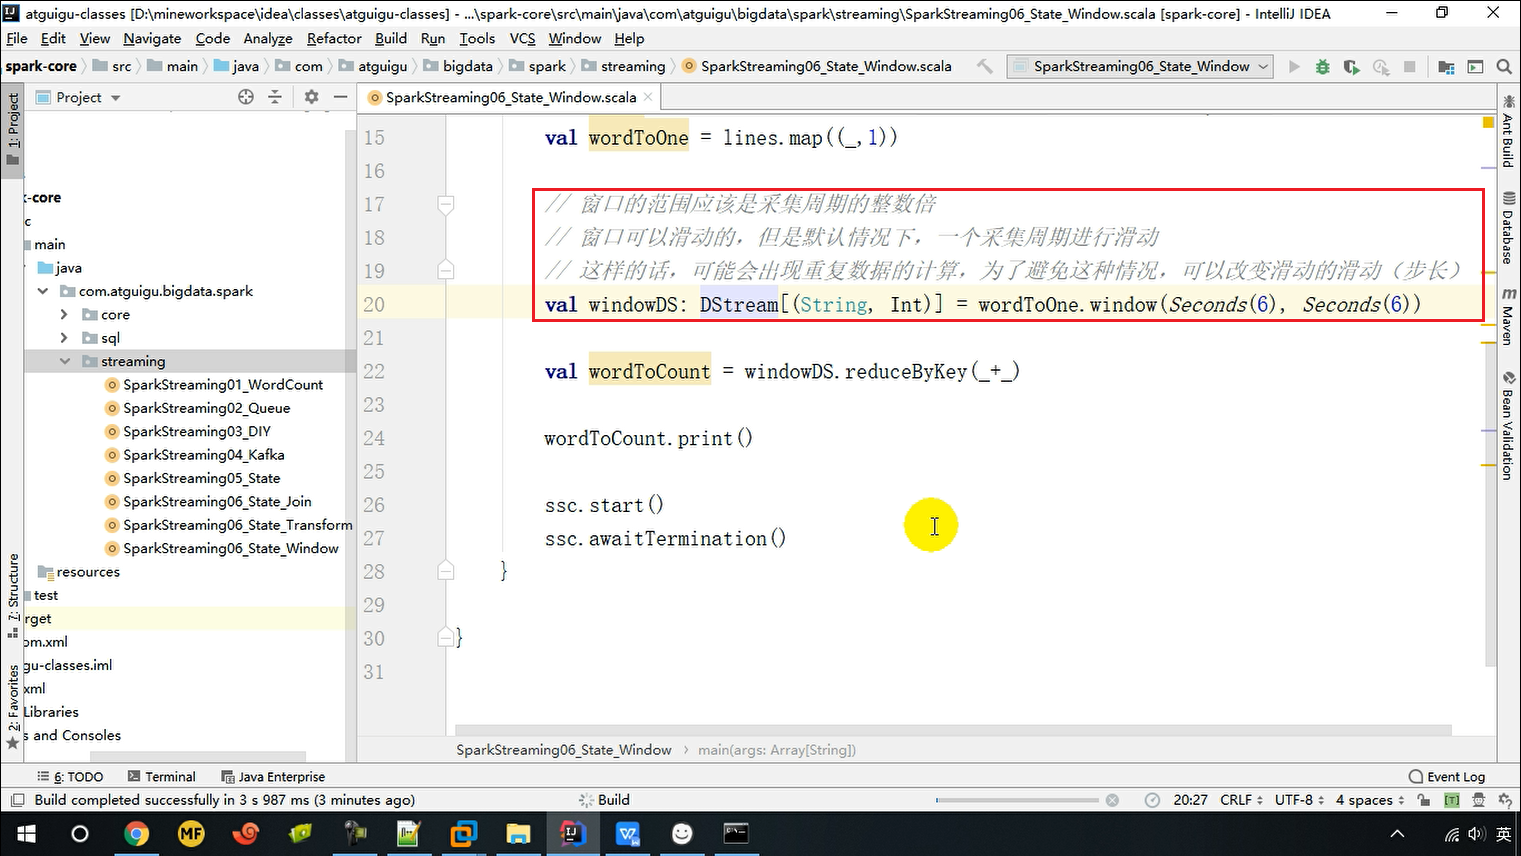 atguigu-classes [D:\mineworkspace\idea\classes\atguigu-classes] - ...\spark-core\src\main\java\com\atguigu\bigdata\spark\streaming\SparkStreaming06_State_Window.scala [spark-core] - IntelliJ IDEA
File Edit View Navigate Code Analyze Refactor Build Run Tools VCS Window Help
spark-core src main java com atguigu bigdata spark streaming SparkStreaming06_State_Window.scala SparkStreaming06_State_Window
Project
SparkStreaming06_State_Window.scala
1: Project
7: Structure
2: Favorites
k-core
c
main
java
com.atguigu.bigdata.spark
core
sql
streaming
SparkStreaming01_WordCount
SparkStreaming02_Queue
SparkStreaming03_DIY
SparkStreaming04_Kafka
SparkStreaming05_State
SparkStreaming06_State_Join
SparkStreaming06_State_Transform
SparkStreaming06_State_Window
resources
test
rget
om.xml
gu-classes.iml
xml
Libraries
s and Consoles
15 val wordToOne = lines.map((_,1))
16
17 // 窗口的范围应该是采集周期的整数倍
18 // 窗口可以滑动的，但是默认情况下，一个采集周期进行滑动
19 // 这样的话，可能会出现重复数据的计算，为了避免这种情况，可以改变滑动的滑动（步长）
20 val windowDS: DStream[(String, Int)] = wordToOne.window(Seconds(6), Seconds(6))
21
22 val wordToCount = windowDS.reduceByKey(_+_)
23
24 wordToCount.print()
25
26 ssc.start()
27 ssc.awaitTermination()
28 }
29
30 }
31
SparkStreaming06_State_Window main(args: Array[String])
Ant Build
Database
Maven
Bean Validation
6: TODO Terminal Java Enterprise Event Log
Build completed successfully in 3 s 987 ms (3 minutes ago) Build 20:27 CRLF UTF-8 4 spaces [T]
MF
英